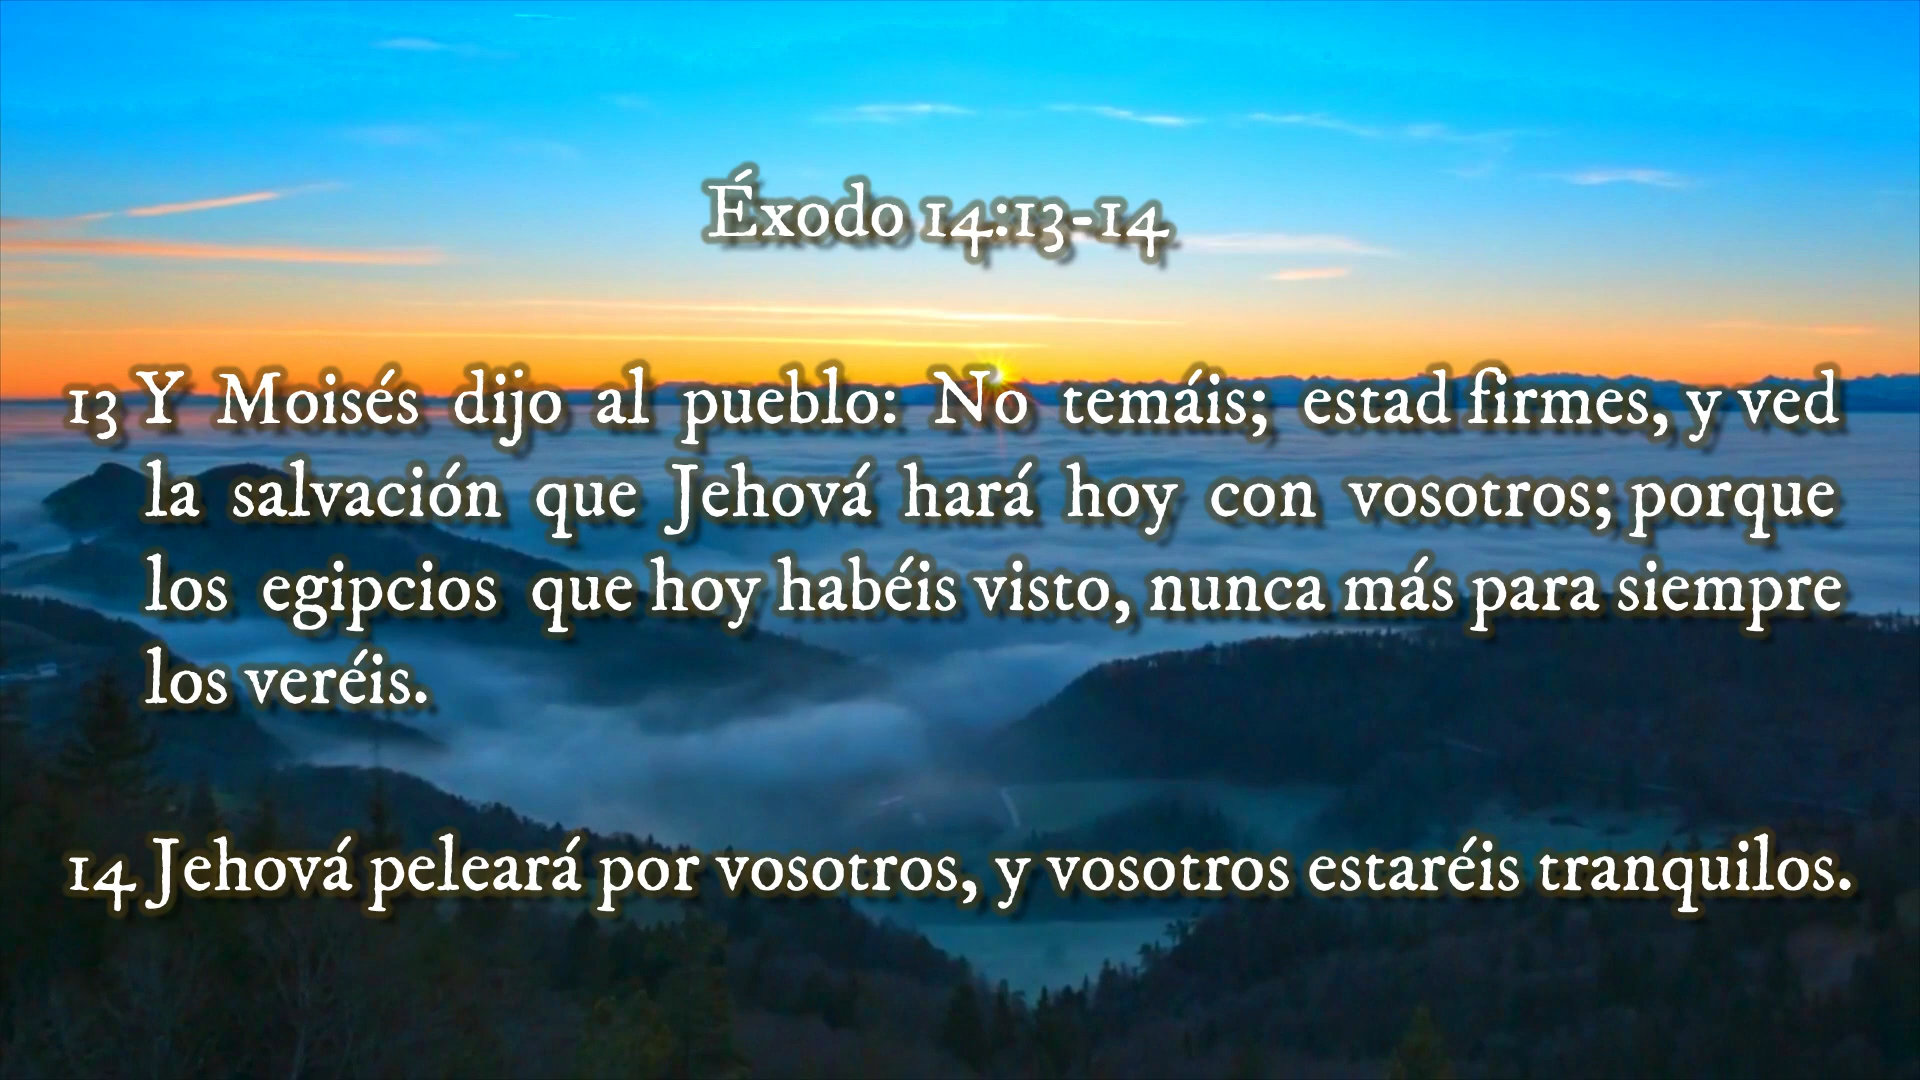 Éxodo 14:13-14
13 Y Moisés dijo al pueblo: No temáis; estad firmes, y ved
la salvación que Jehová hará hoy con vosotros; porque
los egipcios que hoy habéis visto, nunca más para siempre
los veréis.
14 Jehová peleará por vosotros, y vosotros estaréis tranquilos.